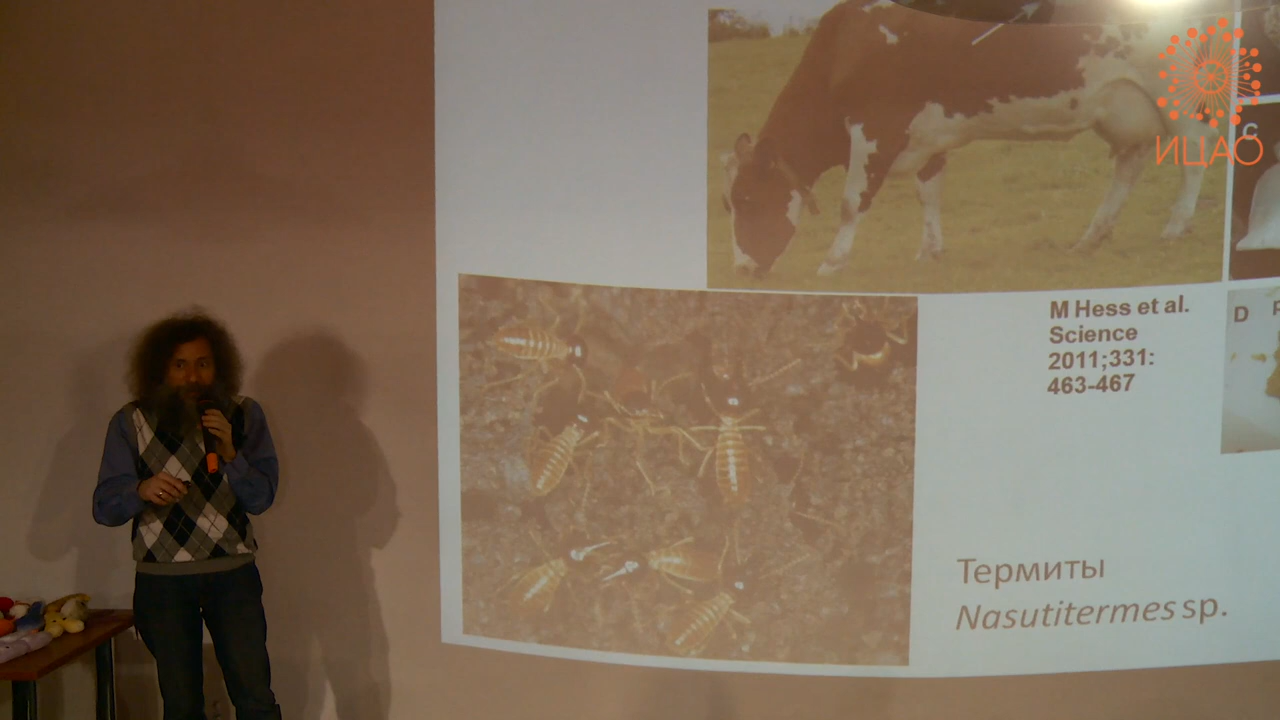 ИЦАО
C
D
M Hess et al.
Science
2011;331:
463-467
Термиты
Nasutitermes sp.